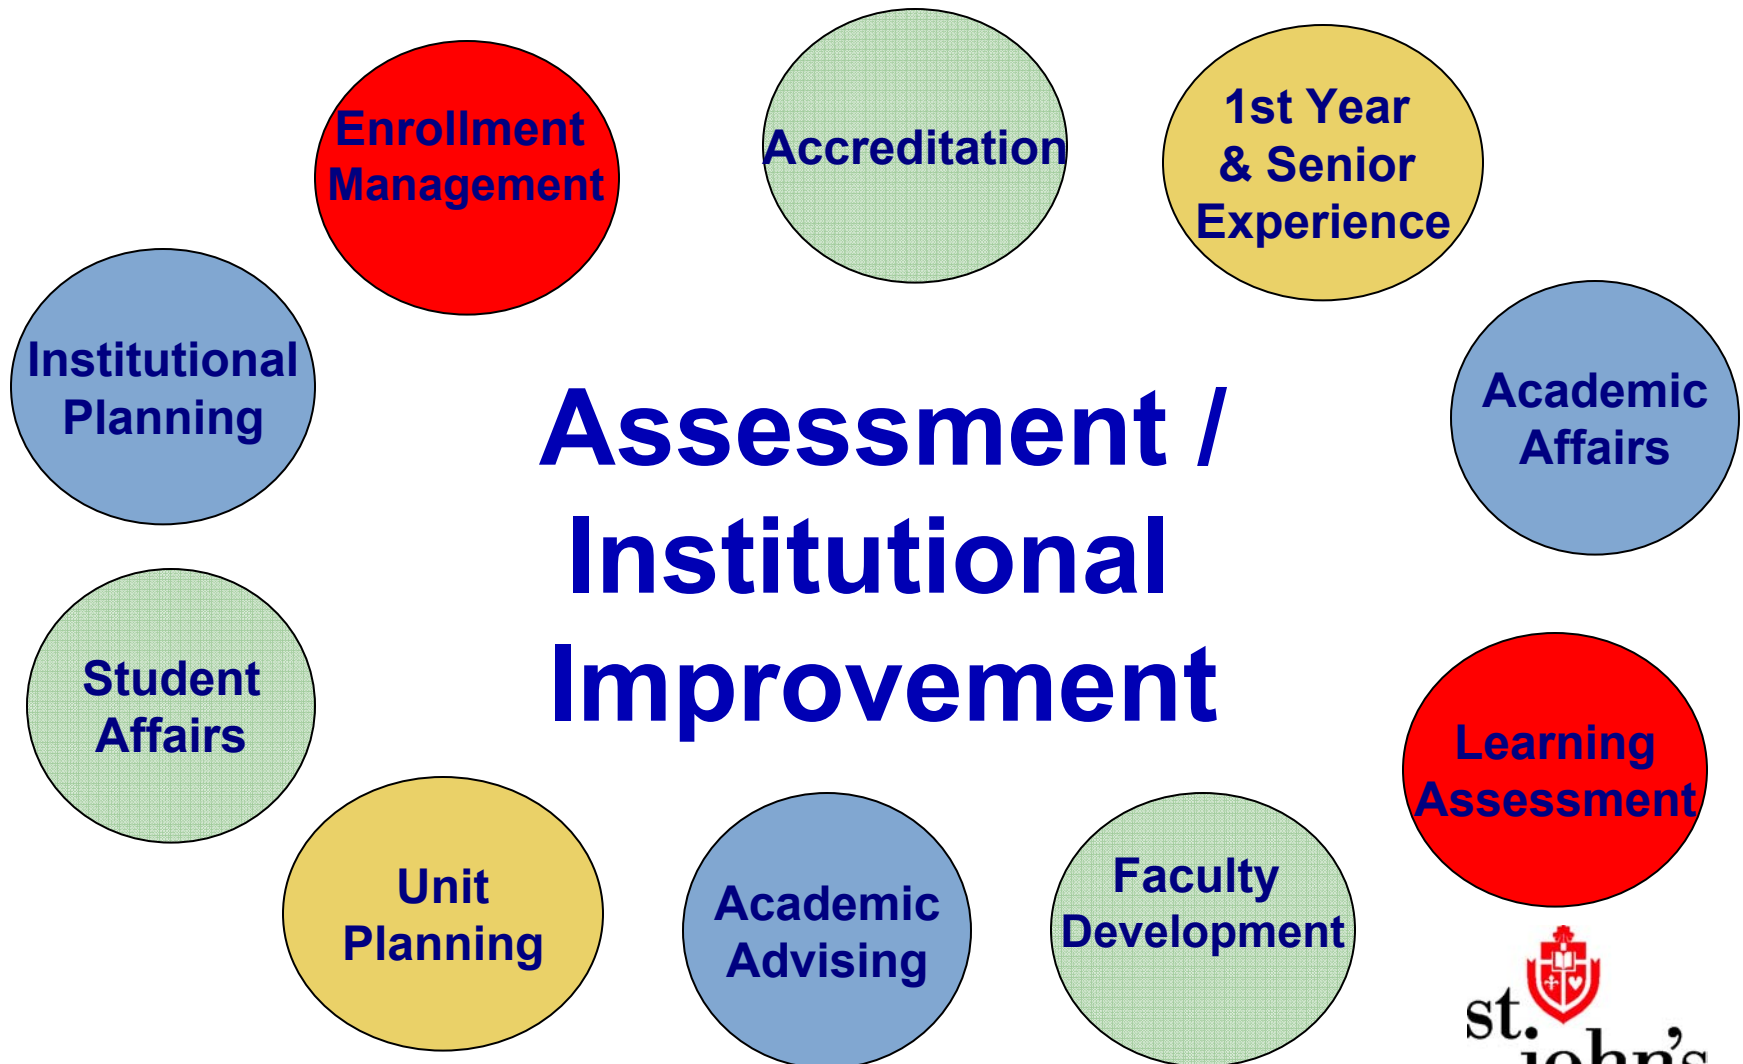 Enrollment
Management
Accreditation
1st Year
& Senior
Experience
Institutional
Planning
Academic
Affairs
Assessment /
Institutional
Improvement
Student
Affairs
Learning
Assessment
Unit
Planning
Academic
Advising
Faculty
Development
st.
john's